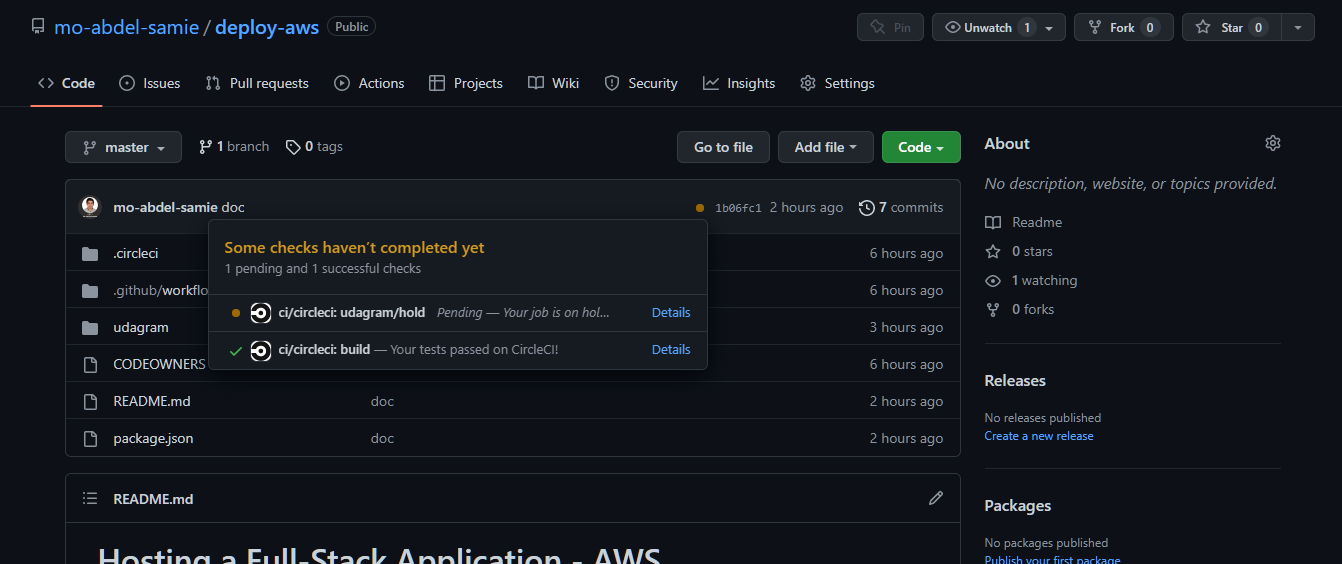 mo-abdel-samie / deploy-aws Public Pin Unwatch 1 Fork 0 Star 0
Code Issues Pull requests Actions Projects Wiki Security Insights Settings
master 1 branch 0 tags Go to file Add file Code
mo-abdel-samie doc 1b06fc1 2 hours ago 7 commits
Some checks haven't completed yet
1 pending and 1 successful checks
ci/circleci: udagram/hold Pending — Your job is on hol... Details
ci/circleci: build — Your tests passed on CircleCI! Details
.circleci 6 hours ago
.github/workflo 6 hours ago
udagram 3 hours ago
CODEOWNERS 6 hours ago
README.md doc 2 hours ago
package.json doc 2 hours ago
README.md
Hosting a Full-Stack Application - AWS
About
No description, website, or topics provided.
Readme
0 stars
1 watching
0 forks
Releases
No releases published
Create a new release
Packages
No packages published
Publish your first package